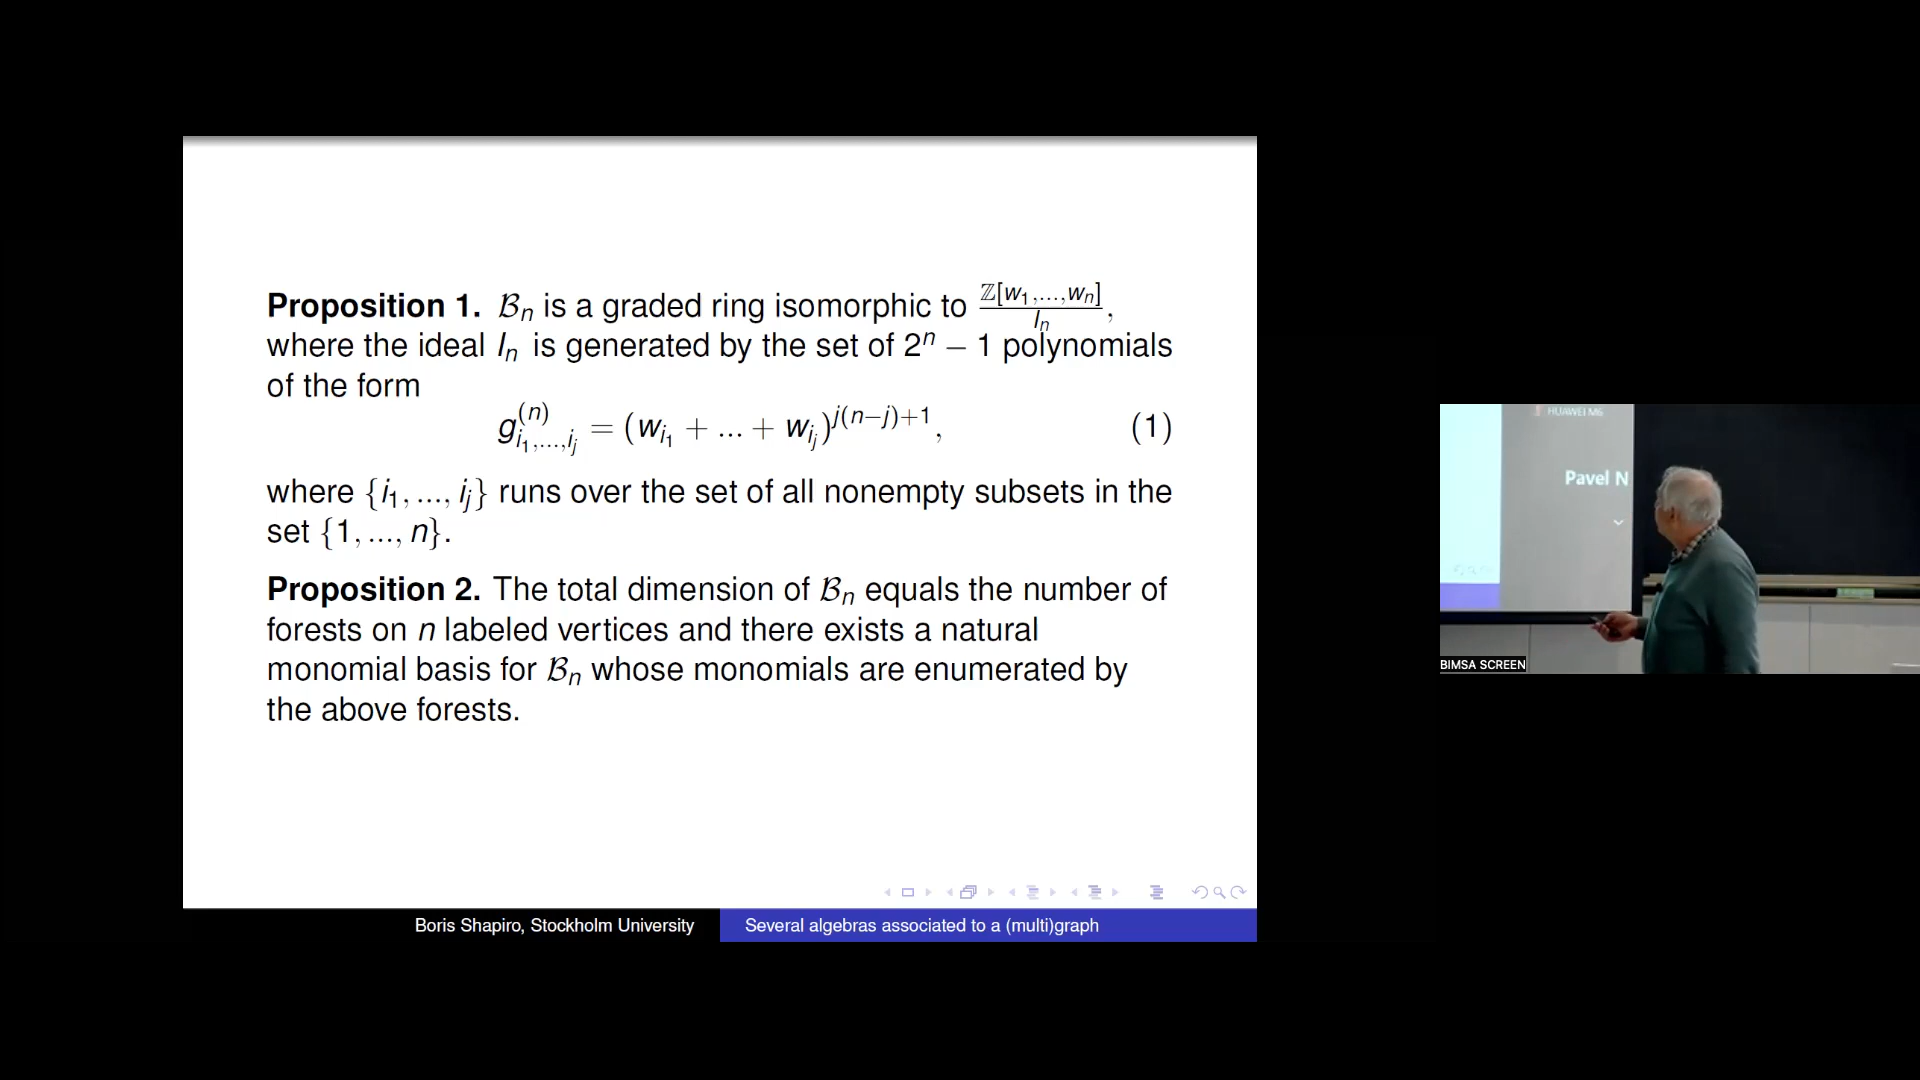 Proposition 1. $\mathcal{B}_n$ is a graded ring isomorphic to $\frac{\mathbb{Z}[w_1,...,w_n]}{I_n}$,
where the ideal $I_n$ is generated by the set of $2^n - 1$ polynomials
of the form
$g^{(n)}_{i_1,...,i_j} = (w_{i_1} + ... + w_{i_j})^{j(n-j)+1},$ (1)
where $\{i_1, ..., i_j\}$ runs over the set of all nonempty subsets in the
set $\{1, ..., n\}$.
Proposition 2. The total dimension of $\mathcal{B}_n$ equals the number of
forests on $n$ labeled vertices and there exists a natural
monomial basis for $\mathcal{B}_n$ whose monomials are enumerated by
the above forests.
Boris Shapiro, Stockholm University
Several algebras associated to a (multi)graph
HUAWEI M6
Pavel N
BIMSA SCREEN